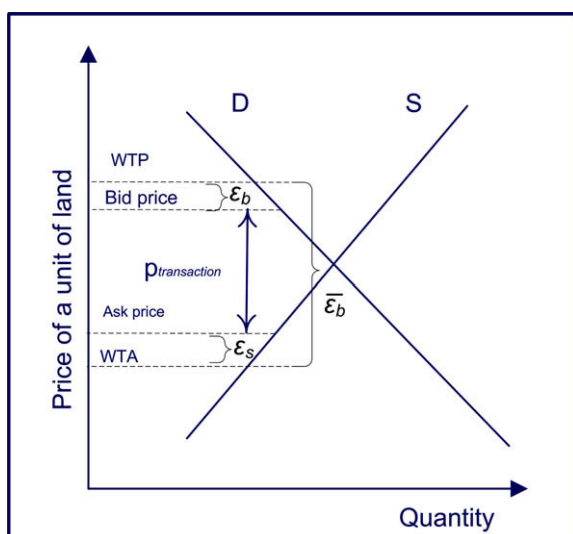 Price of a unit of land
D
S
WTP
Bid price
εb
ptransaction
Ask price
ε̅b
WTA
εs
Quantity